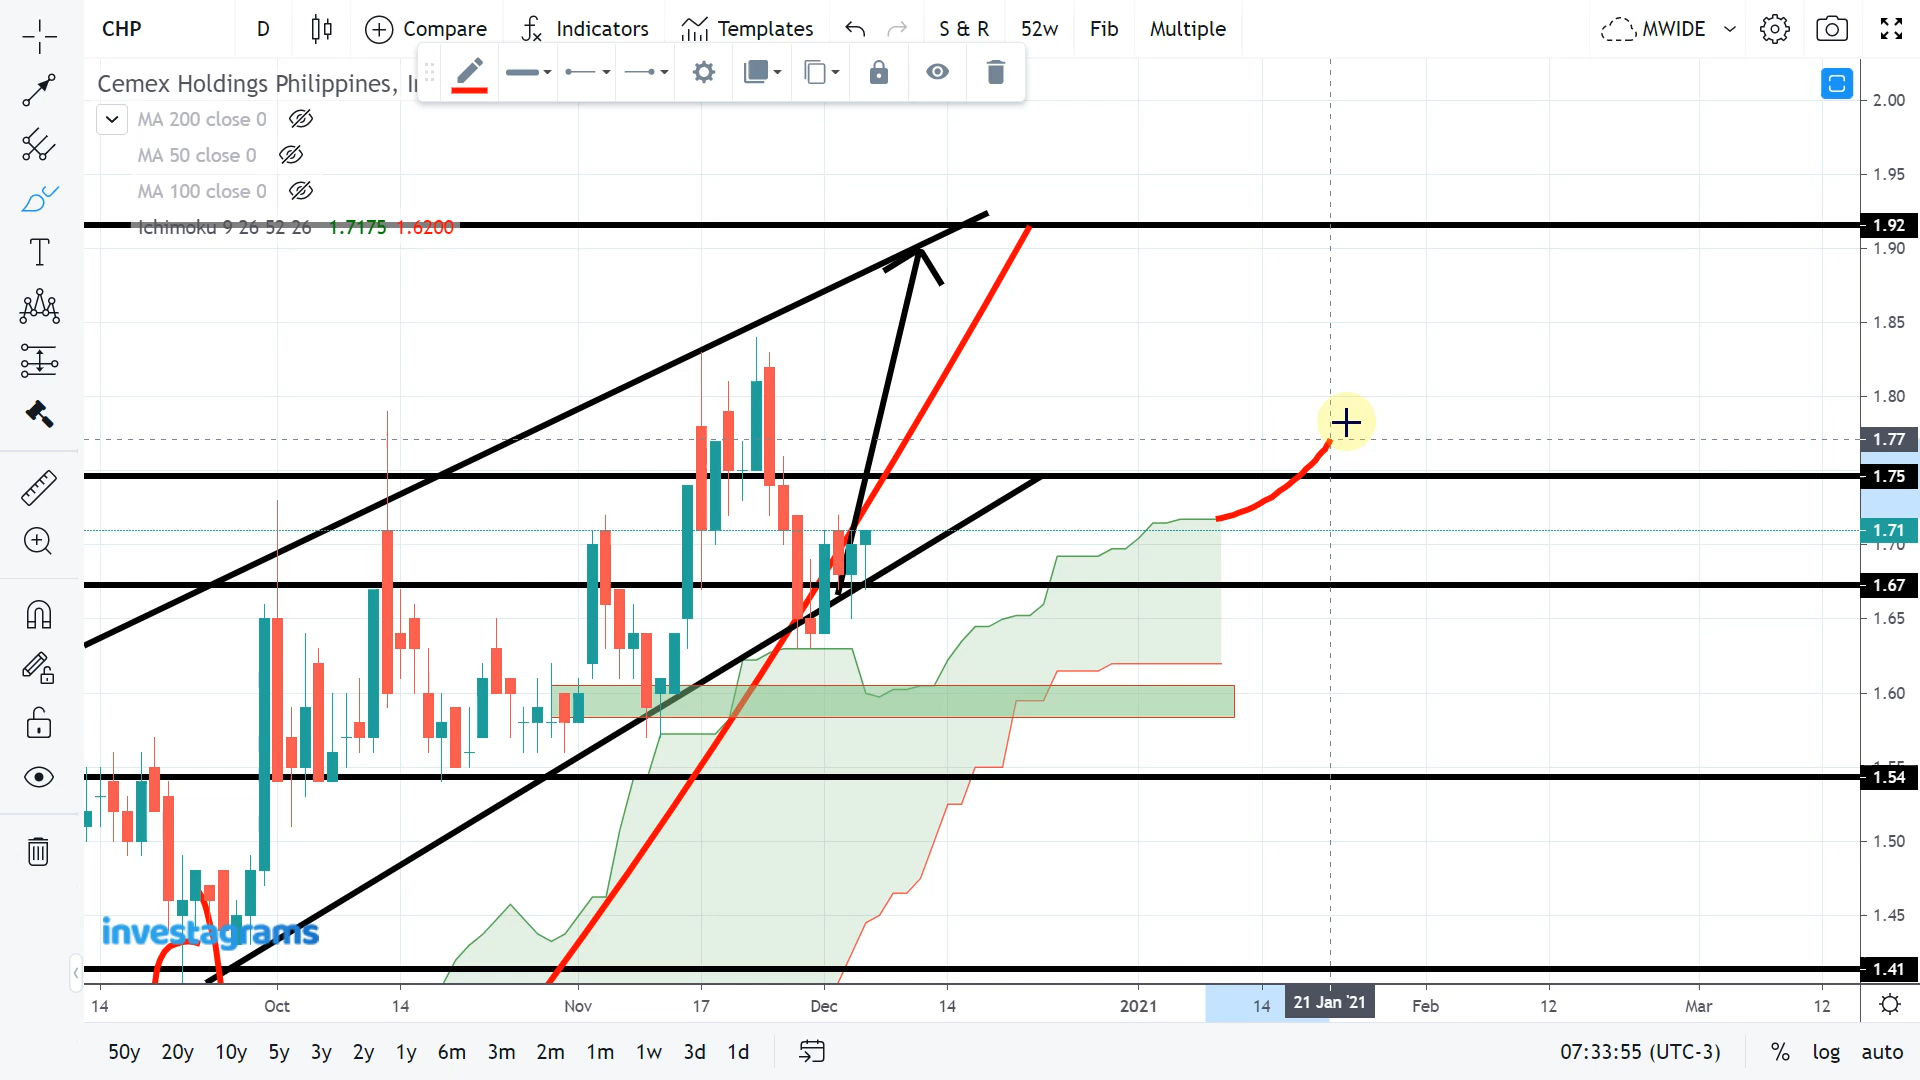 CHP D Compare Indicators Templates S & R 52w Fib Multiple MWIDE
Cemex Holdings Philippines, I
MA 200 close 0
MA 50 close 0
MA 100 close 0
Ichimoku 9 26 52 26 1.7175 1.6200
2.00
1.95
1.92
1.90
1.85
1.80
1.77
1.75
1.71
1.70
1.67
1.65
1.60
1.54
1.50
1.45
1.41
investagrams
14 Oct 14 Nov 17 Dec 14 2021 14 21 Jan '21 Feb 12 Mar 12
50y 20y 10y 5y 3y 2y 1y 6m 3m 2m 1m 1w 3d 1d 07:33:55 (UTC-3) % log auto